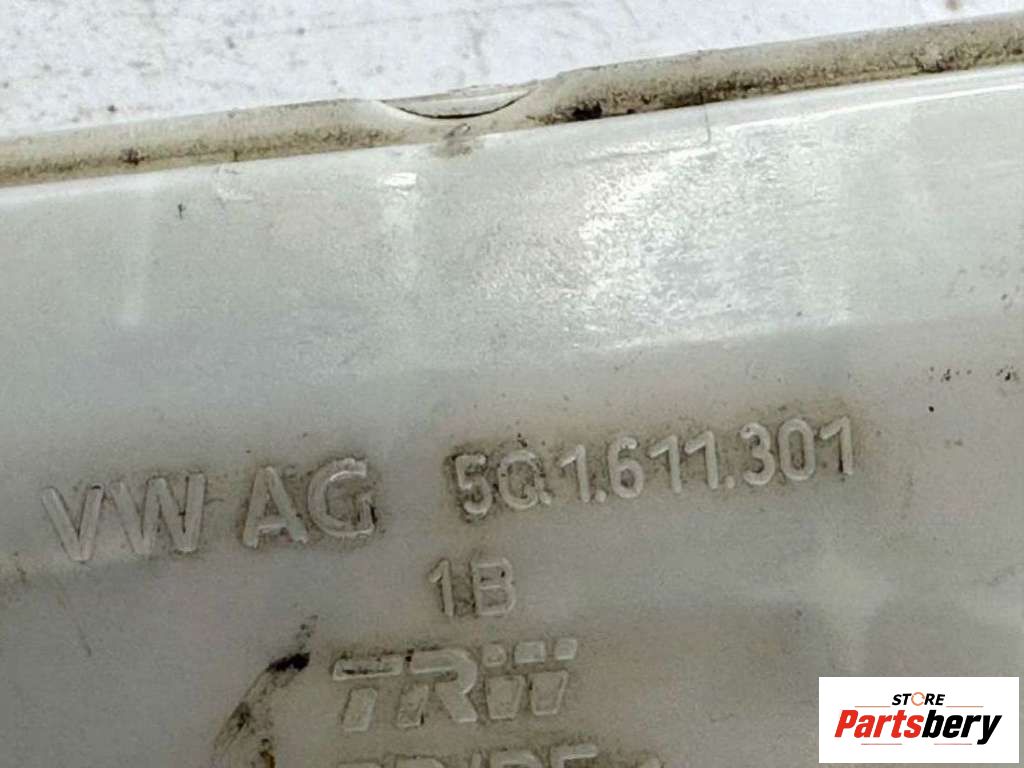 VW AG 5Q1.611.301
1B
TRW
STORE
Partsbery